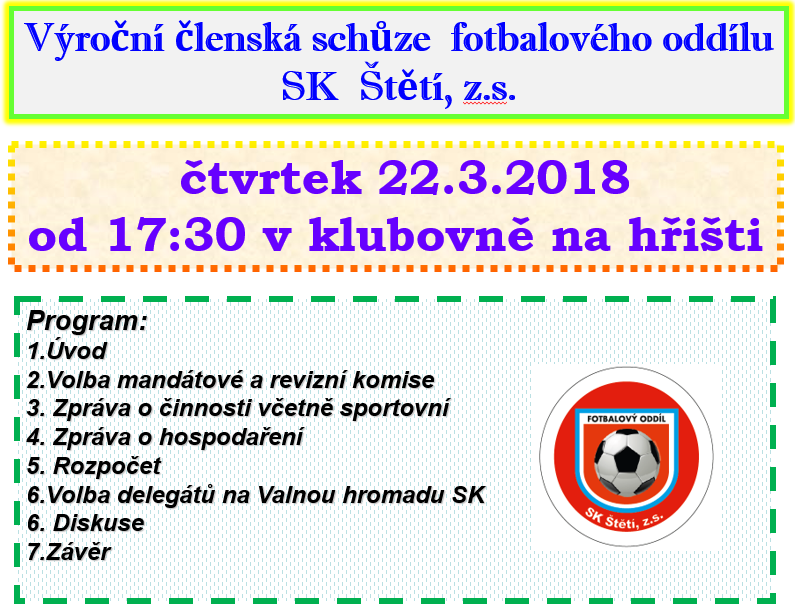 Výroční členská schůze fotbalového oddílu
SK Štětí, z.s.
čtvrtek 22.3.2018
od 17:30 v klubovně na hřišti
Program:
1.Úvod
2.Volba mandátové a revizní komise
3. Zpráva o činnosti včetně sportovní
4. Zpráva o hospodaření
5. Rozpočet
6.Volba delegátů na Valnou hromadu SK
6. Diskuse
7.Závěr
FOTBALOVÝ ODDÍL
SK Štětí, z.s.